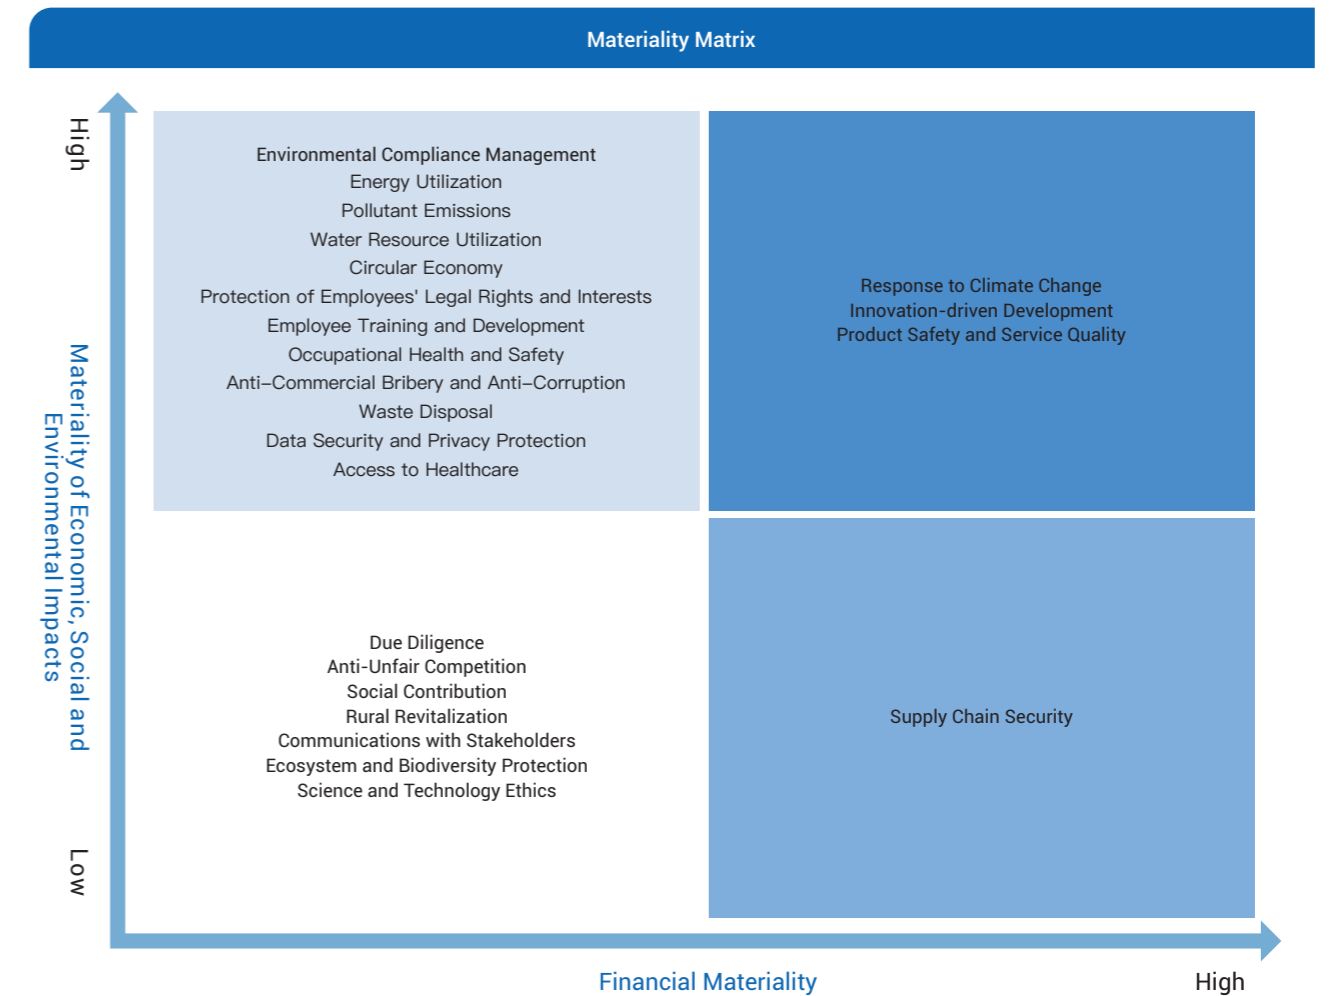 Materiality Matrix
High
Materiality of Economic, Social and
Environmental Impacts
Low
Environmental Compliance Management
Energy Utilization
Pollutant Emissions
Water Resource Utilization
Circular Economy
Protection of Employees' Legal Rights and Interests
Employee Training and Development
Occupational Health and Safety
Anti–Commercial Bribery and Anti–Corruption
Waste Disposal
Data Security and Privacy Protection
Access to Healthcare
Response to Climate Change
Innovation-driven Development
Product Safety and Service Quality
Due Diligence
Anti-Unfair Competition
Social Contribution
Rural Revitalization
Communications with Stakeholders
Ecosystem and Biodiversity Protection
Science and Technology Ethics
Supply Chain Security
Financial Materiality
High